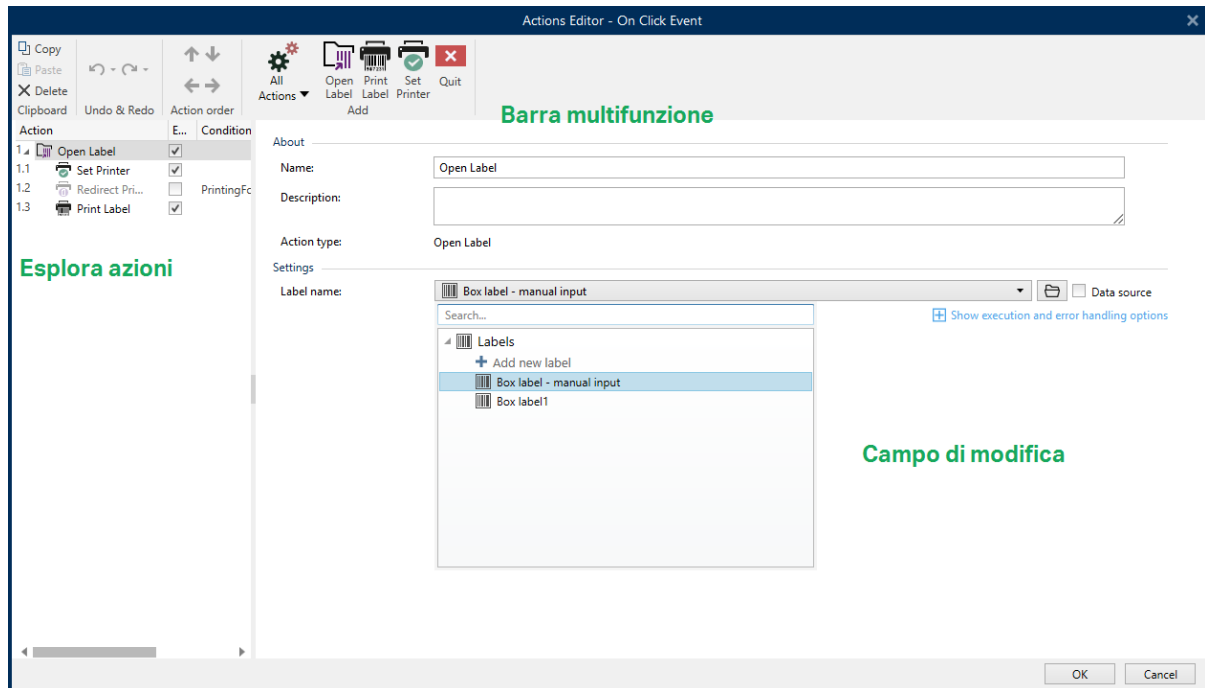 Actions Editor - On Click Event
Copy
Paste
Delete
Clipboard
Undo & Redo
Action order
All Actions
Open Label
Print Label
Set Printer
Quit
Add
Barra multifunzione
Action E... Condition
1 Open Label
1.1 Set Printer
1.2 Redirect Pri... PrintingFo
1.3 Print Label
Esplora azioni
About
Name: Open Label
Description:
Action type: Open Label
Settings
Label name: Box label - manual input Data source
Search...
Show execution and error handling options
Labels
Add new label
Box label - manual input
Box label1
Campo di modifica
OK Cancel